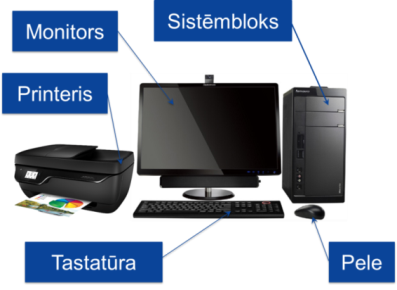 Monitors
Sistēmbloks
Printeris
Tastatūra
Pele